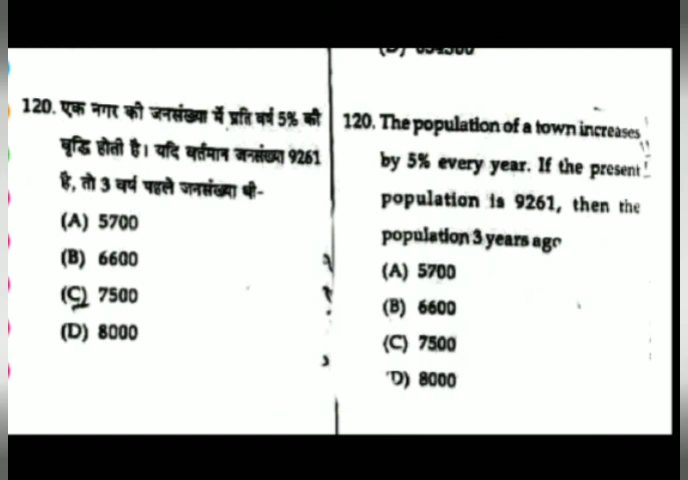 120. एक नगर की जनसंख्या में प्रति वर्ष 5% की
वृद्धि होती है। यदि वर्तमान जनसंख्या 9261
है, तो 3 वर्ष पहले जनसंख्या थी-
(A) 5700
(B) 6600
(C) 7500
(D) 8000
120. The population of a town increases
by 5% every year. If the present
population is 9261, then the
population 3 years ago
(A) 5700
(B) 6600
(C) 7500
D) 8000